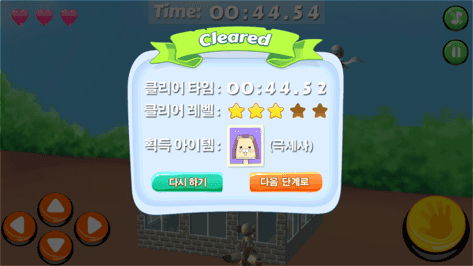 Time: 00:44.54
Cleared
클리어 타임 : 00:44.52
클리어 레벨 :
획득 아이템 : (국세사)
다시 하기
다음 단계로